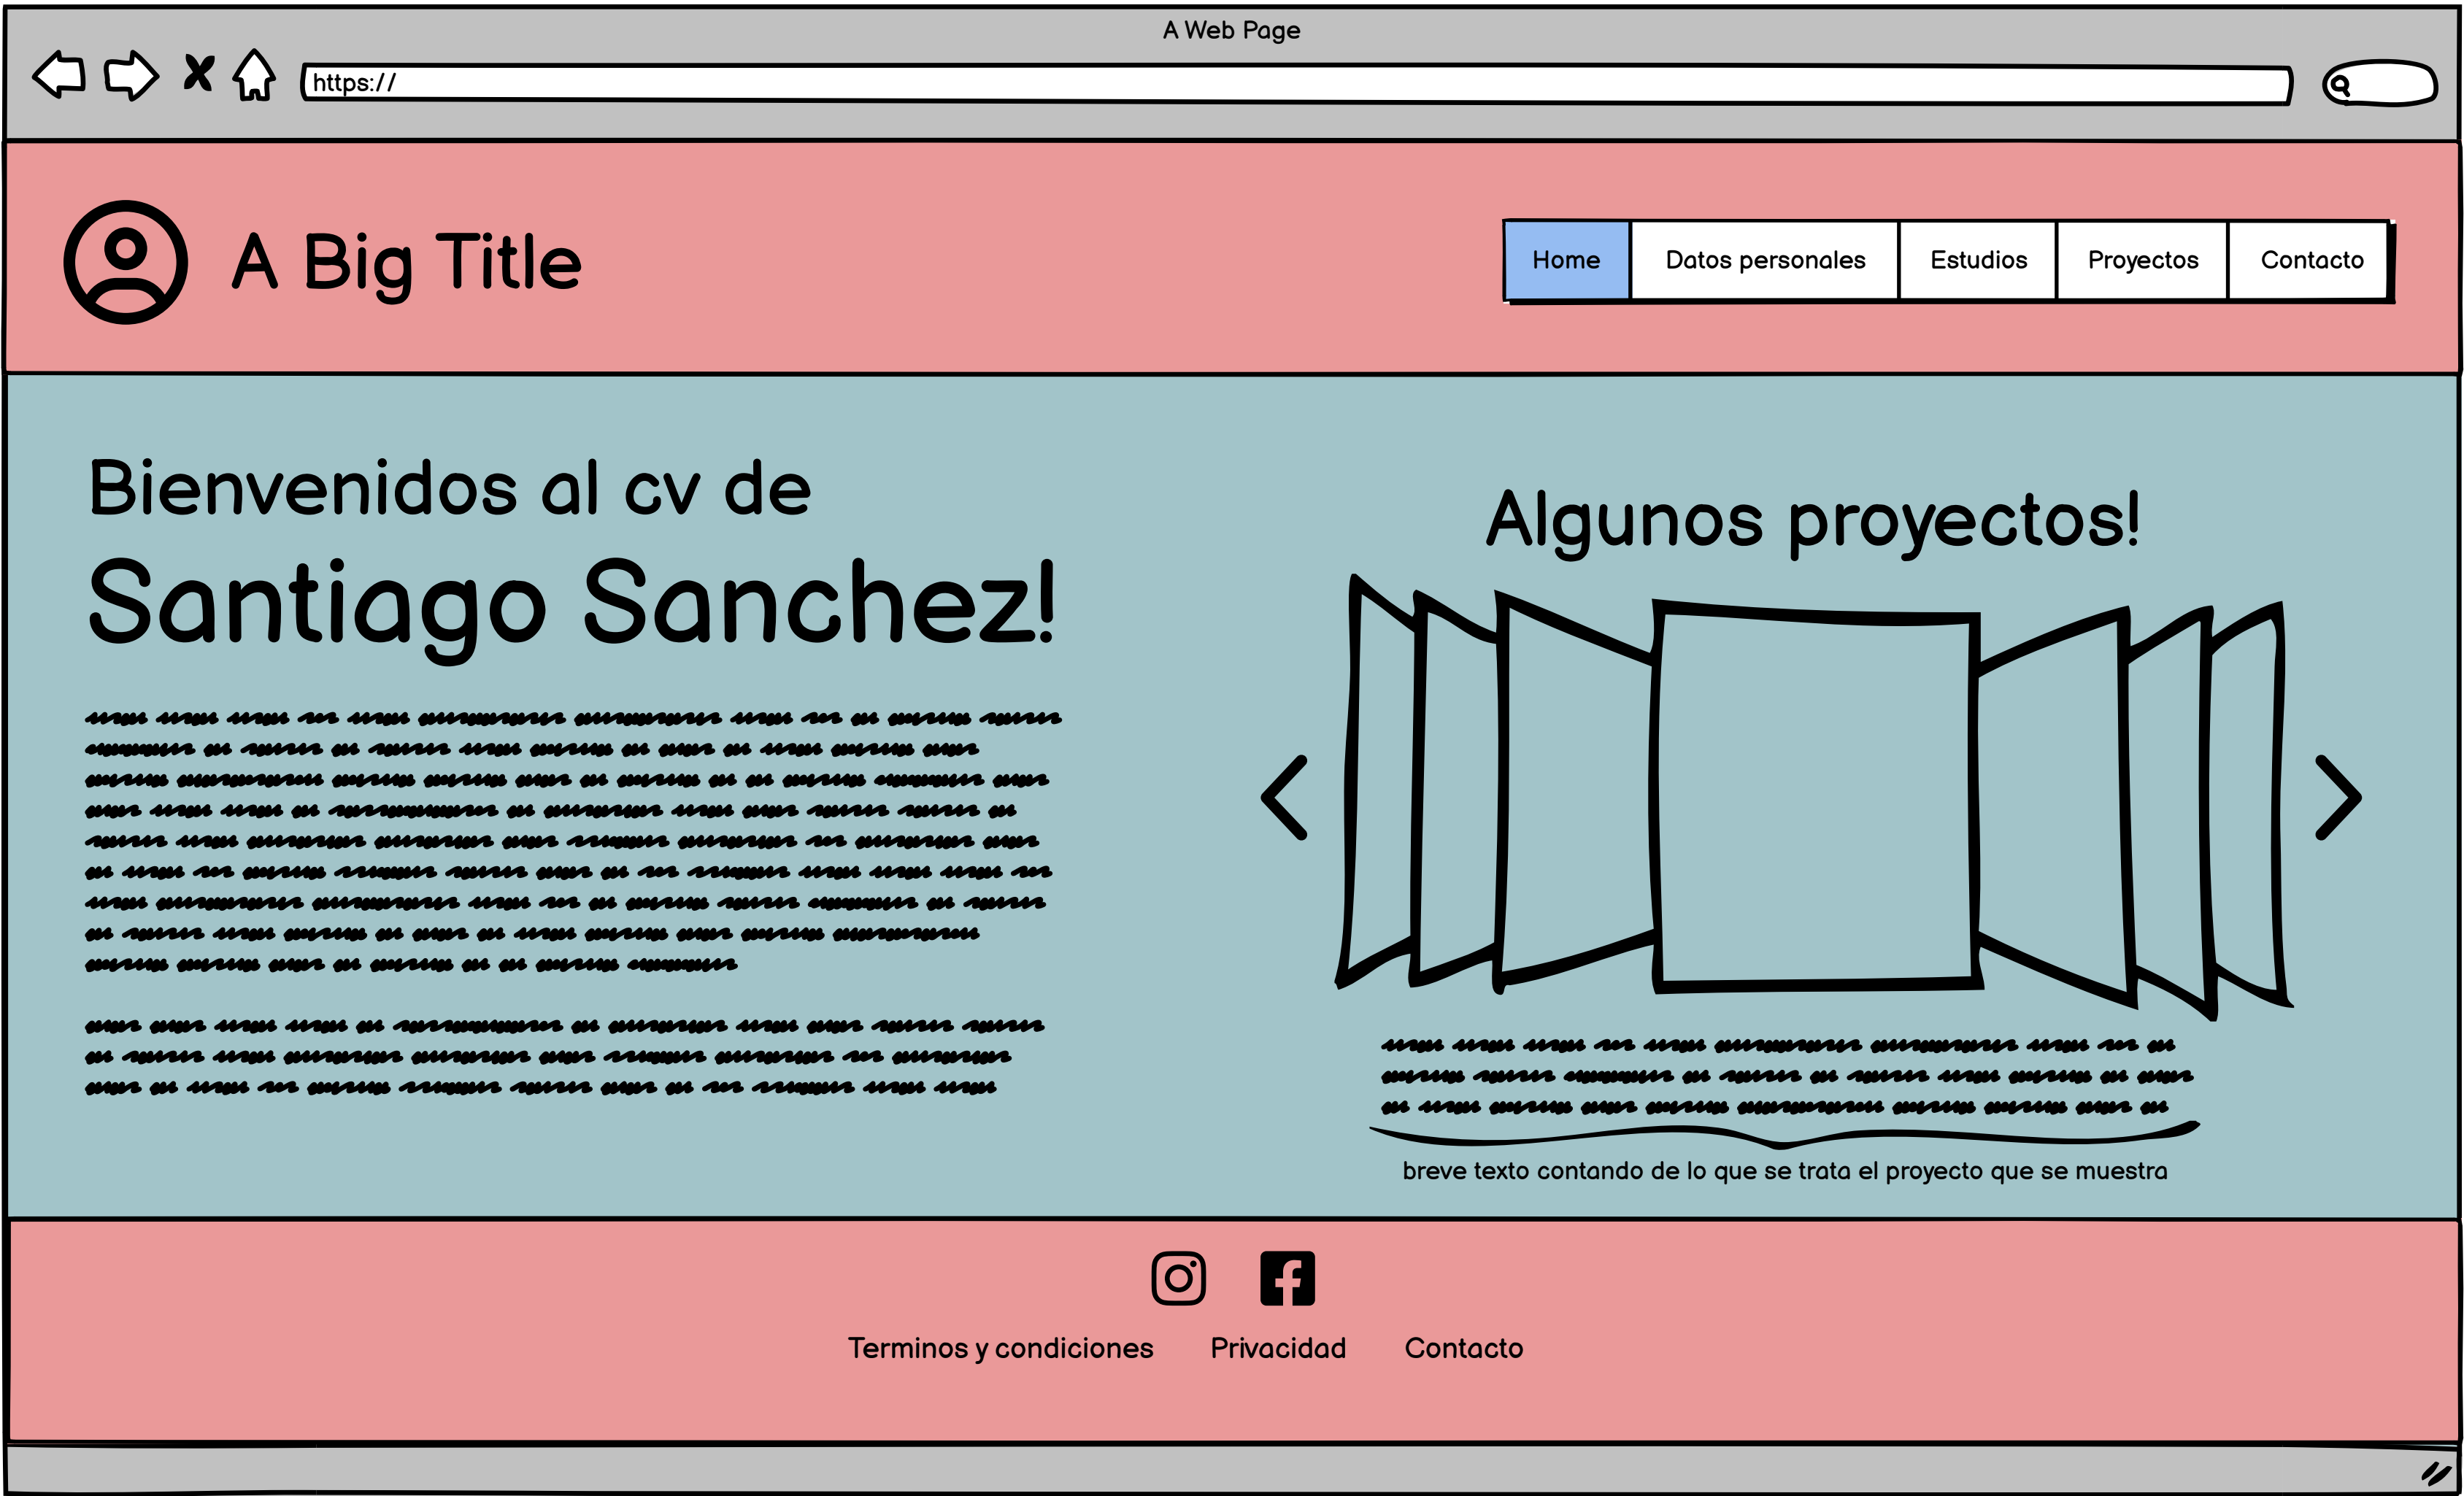 A Web Page
https://
A Big Title
Home Datos personales Estudios Proyectos Contacto
Bienvenidos al cv de
Santiago Sanchez!
Algunos proyectos!
breve texto contando de lo que se trata el proyecto que se muestra
Terminos y condiciones Privacidad Contacto